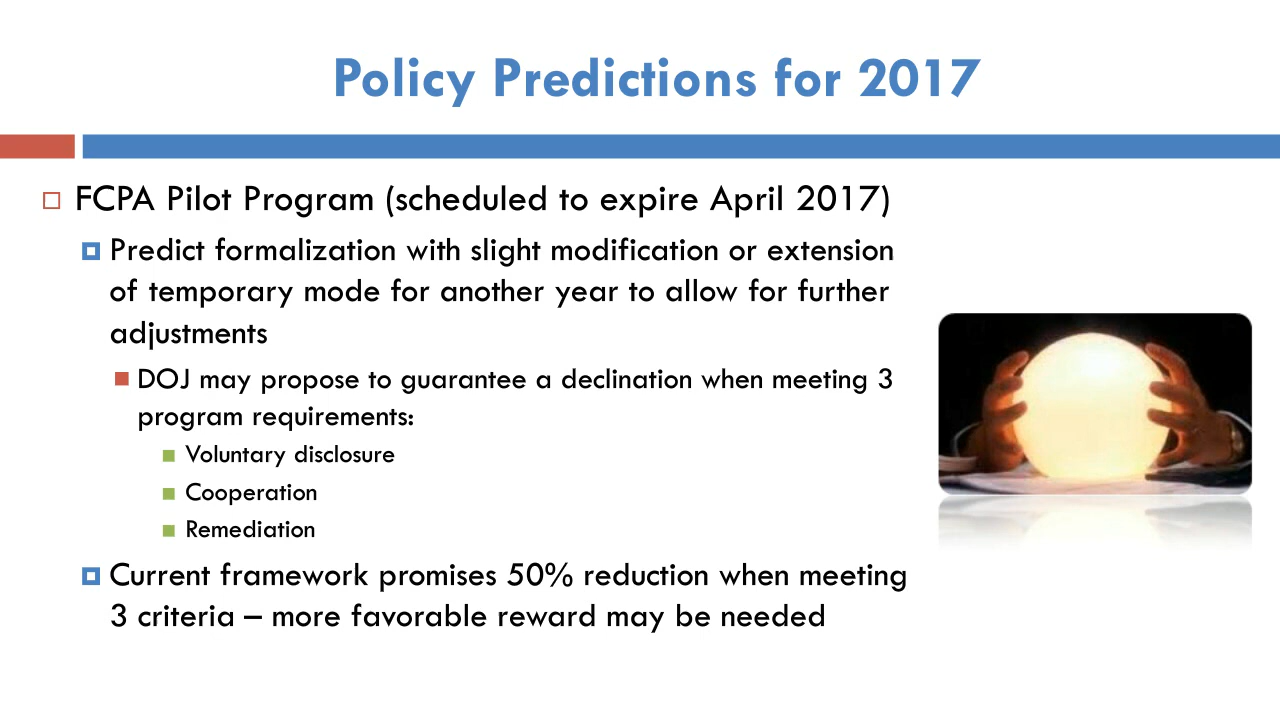 Policy Predictions for 2017
FCPA Pilot Program (scheduled to expire April 2017)
Predict formalization with slight modification or extension
of temporary mode for another year to allow for further
adjustments
DOJ may propose to guarantee a declination when meeting 3
program requirements:
Voluntary disclosure
Cooperation
Remediation
Current framework promises 50% reduction when meeting
3 criteria – more favorable reward may be needed